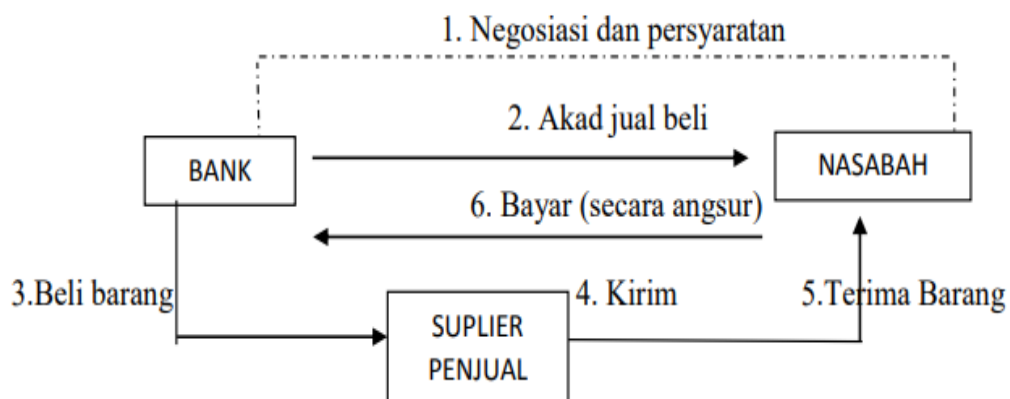 1. Negosiasi dan persyaratan
2. Akad jual beli
BANK
NASABAH
6. Bayar (secara angsur)
3.Beli barang
4. Kirim
5.Terima Barang
SUPLIER
PENJUAL